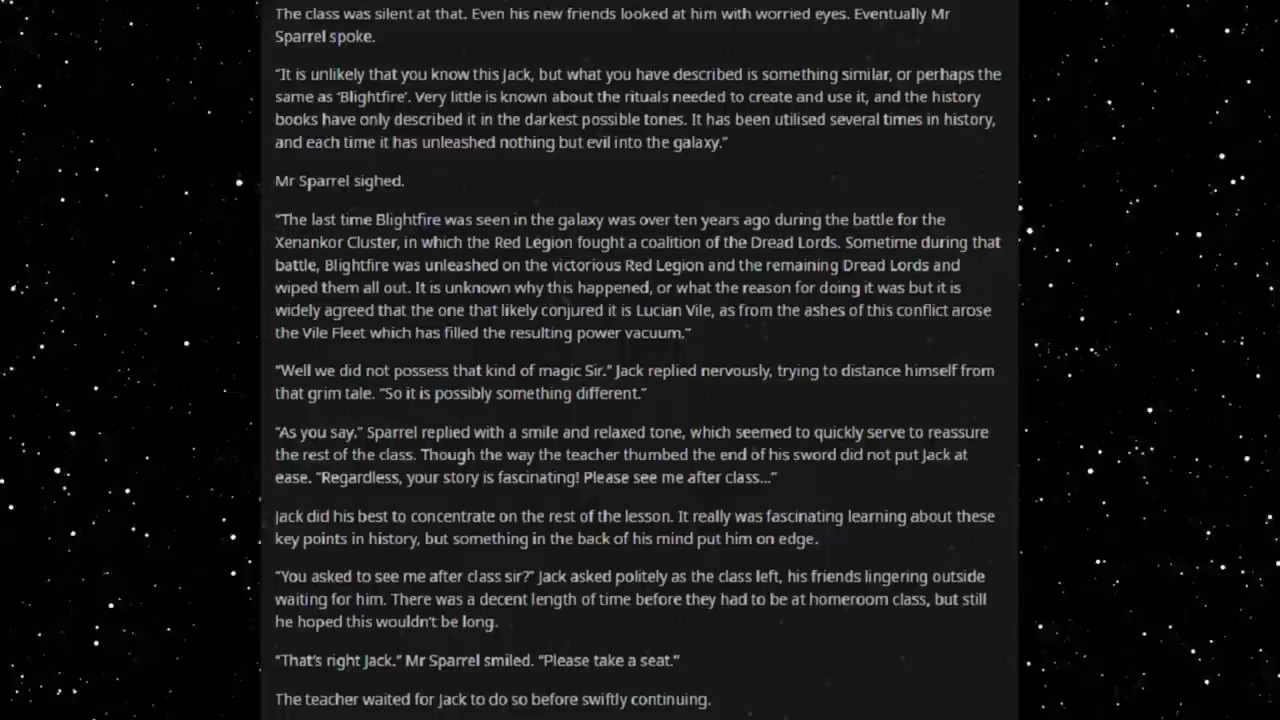 The class was silent at that. Even his new friends looked at him with worried eyes. Eventually Mr
Sparrel spoke.
“It is unlikely that you know this Jack, but what you have described is something similar, or perhaps the
same as ‘Blightfire’. Very little is known about the rituals needed to create and use it, and the history
books have only described it in the darkest possible tones. It has been utilised several times in history,
and each time it has unleashed nothing but evil into the galaxy.”
Mr Sparrel sighed.
“The last time Blightfire was seen in the galaxy was over ten years ago during the battle for the
Xenankor Cluster, in which the Red Legion fought a coalition of the Dread Lords. Sometime during that
battle, Blightfire was unleashed on the victorious Red Legion and the remaining Dread Lords and
wiped them all out. It is unknown why this happened, or what the reason for doing it was but it is
widely agreed that the one that likely conjured it is Lucian Vile, as from the ashes of this conflict arose
the Vile Fleet which has filled the resulting power vacuum.”
“Well we did not possess that kind of magic Sir.” Jack replied nervously, trying to distance himself from
that grim tale. “So it is possibly something different.”
“As you say.” Sparrel replied with a smile and relaxed tone, which seemed to quickly serve to reassure
the rest of the class. Though the way the teacher thumbed the end of his sword did not put Jack at
ease. “Regardless, your story is fascinating! Please see me after class…”
Jack did his best to concentrate on the rest of the lesson. It really was fascinating learning about these
key points in history, but something in the back of his mind put him on edge.
“You asked to see me after class sir?” Jack asked politely as the class left, his friends lingering outside
waiting for him. There was a decent length of time before they had to be at homeroom class, but still
he hoped this wouldn’t be long.
“That’s right Jack.” Mr Sparrel smiled. “Please take a seat.”
The teacher waited for Jack to do so before swiftly continuing.